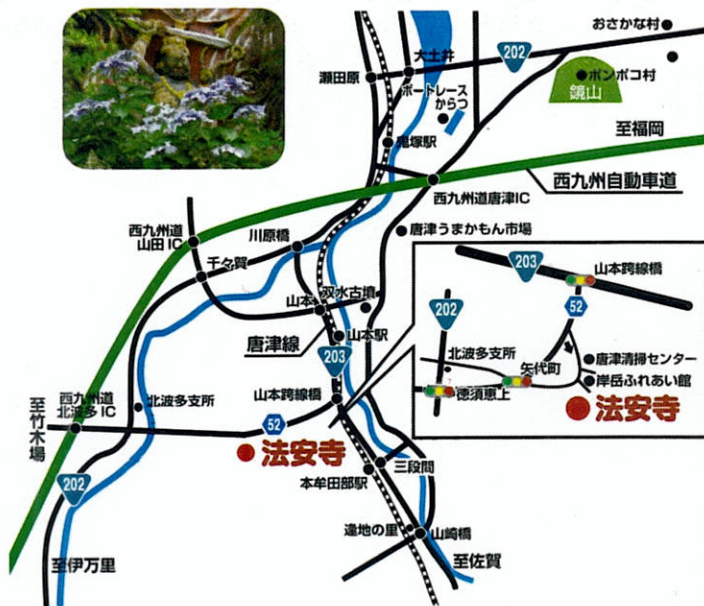 おさかな村
202
大土井
瀬田原
ボートレース
からつ
ポンポコ村
鏡山
鬼塚駅
至福岡
西九州自動車道
西九州道唐津IC
唐津うまかもん市場
西九州道
山田IC
川原橋
千々賀
双水古墳
山本
唐津線
山本駅
203
山本跨線橋
北波多支所
西九州道
北波多IC
至竹木場
52
法安寺
本牟田部駅
三段間
逢地の里
山崎橋
202
至伊万里
至佐賀
203
山本跨線橋
202
52
北波多支所
矢代町
唐津清掃センター
岸岳ふれあい館
徳須恵上
法安寺